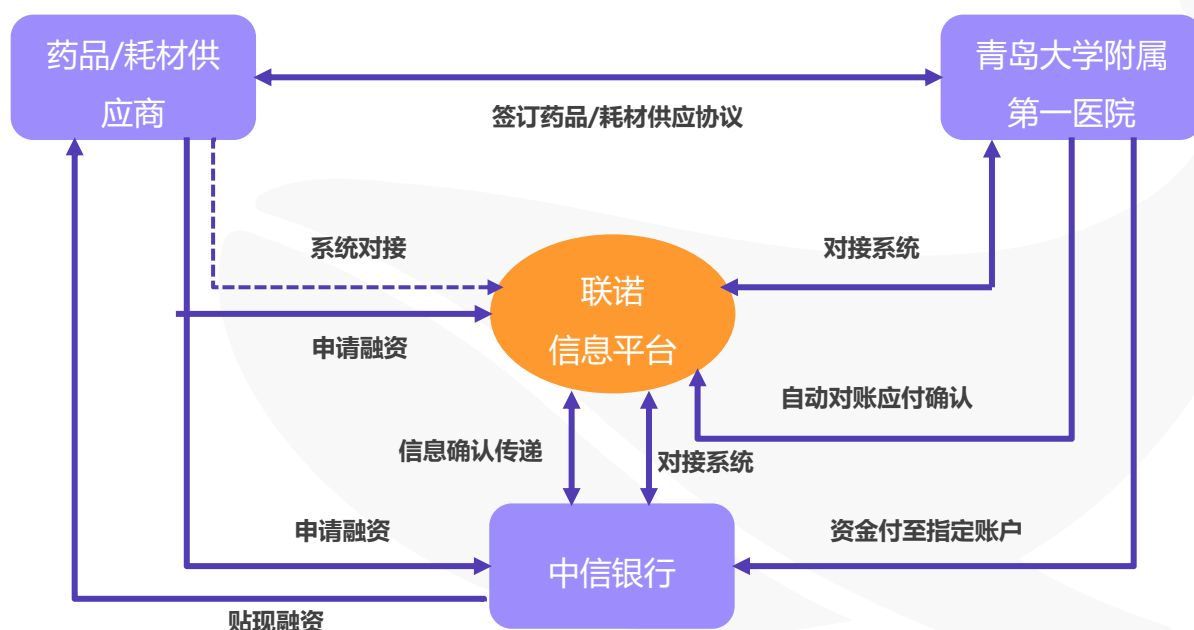 药品/耗材供
应商
青岛大学附属
第一医院
签订药品/耗材供应协议
系统对接
对接系统
联诺
信息平台
申请融资
自动对账应付确认
信息确认传递
对接系统
申请融资
资金付至指定账户
中信银行
贴现融资